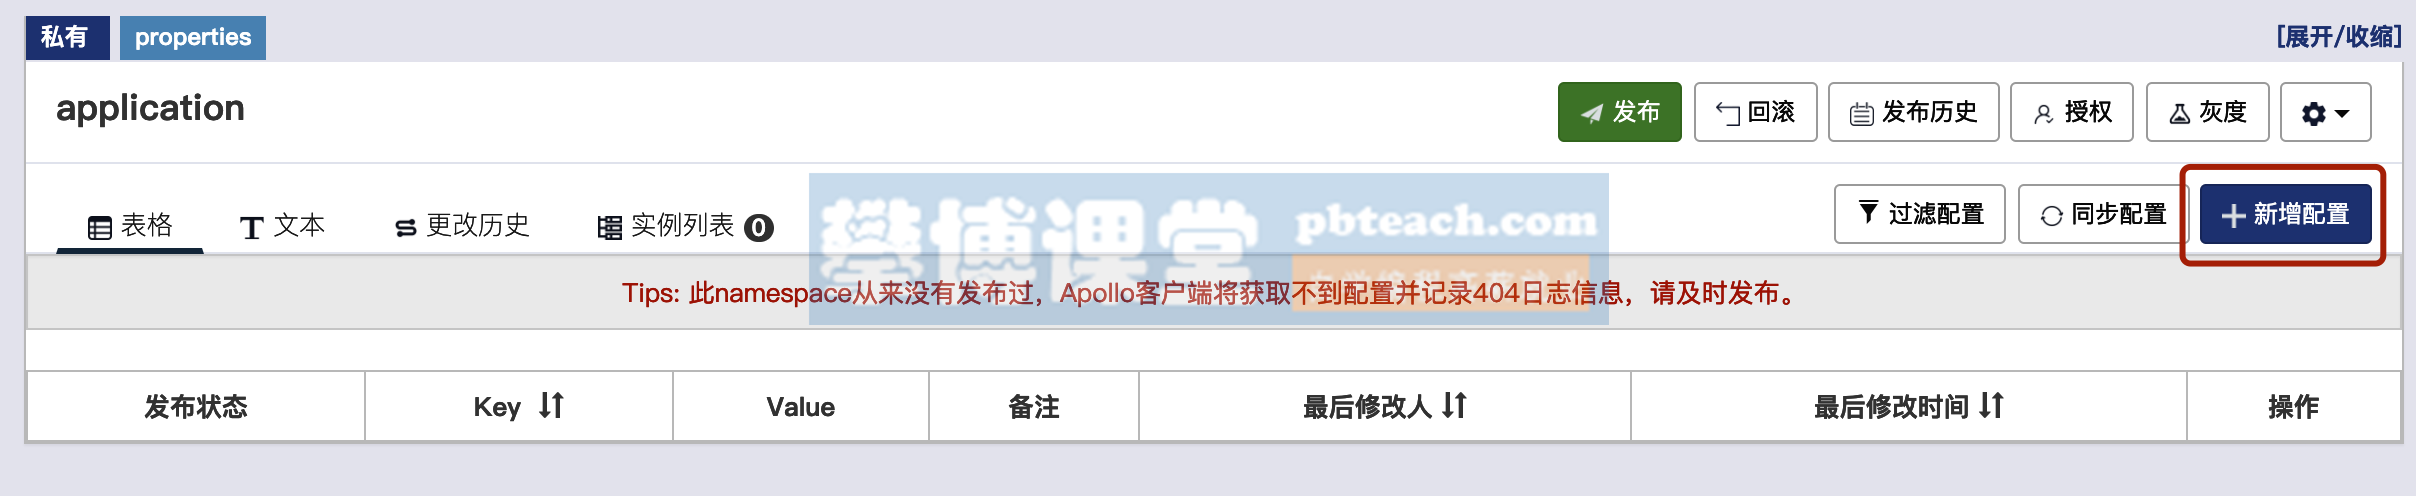 私有 properties [展开/收缩]
application 发布 回滚 发布历史 授权 灰度
表格 文本 更改历史 实例列表 0 过滤配置 同步配置 新增配置
攀博课堂 pbteach.com
Tips: 此namespace从来没有发布过，Apollo客户端将获取不到配置并记录404日志信息，请及时发布。
发布状态 Key Value 备注 最后修改人 最后修改时间 操作